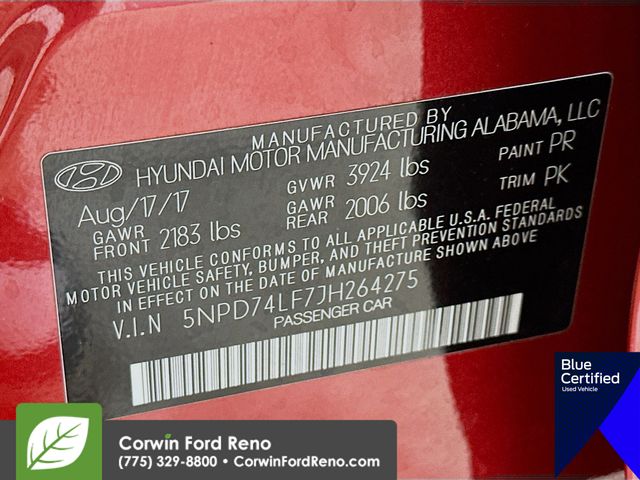 MANUFACTURED BY
HYUNDAI MOTOR MANUFACTURING ALABAMA, LLC
Aug/17/17 GVWR 3924 lbs PAINT PR
GAWR FRONT 2183 lbs GAWR REAR 2006 lbs TRIM PK
THIS VEHICLE CONFORMS TO ALL APPLICABLE U.S.A. FEDERAL
MOTOR VEHICLE SAFETY, BUMPER, AND THEFT PREVENTION STANDARDS
IN EFFECT ON THE DATE OF MANUFACTURE SHOWN ABOVE
V.I.N 5NPD74LF7JH264275
PASSENGER CAR
Blue
Certified
Used Vehicle
Corwin Ford Reno
(775) 329-8800 • CorwinFordReno.com